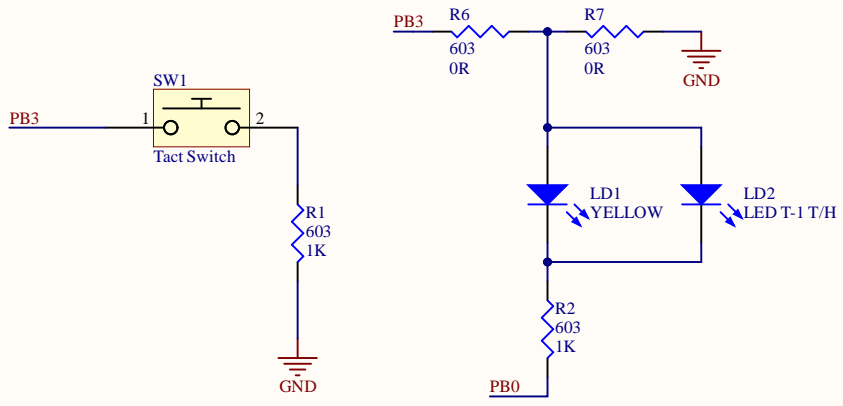 SW1
PB3
1
2
Tact Switch
R1
603
1K
GND
PB3
R6
603
0R
R7
603
0R
GND
LD1
YELLOW
LD2
LED T-1 T/H
R2
603
1K
PB0